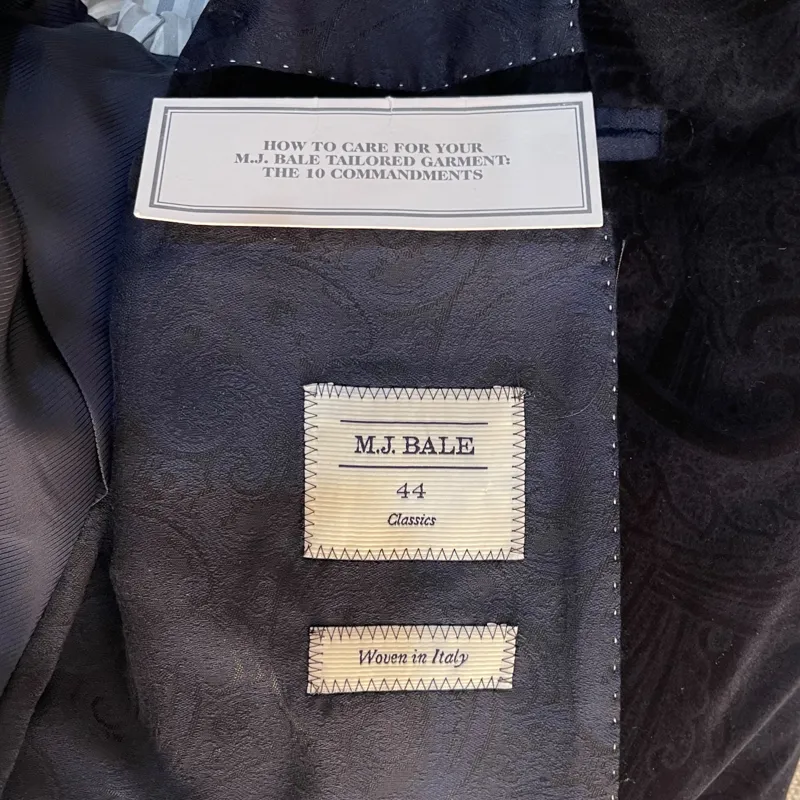 HOW TO CARE FOR YOUR
M.J. BALE TAILORED GARMENT:
THE 10 COMMANDMENTS
M.J. BALE
44
Classics
Woven in Italy